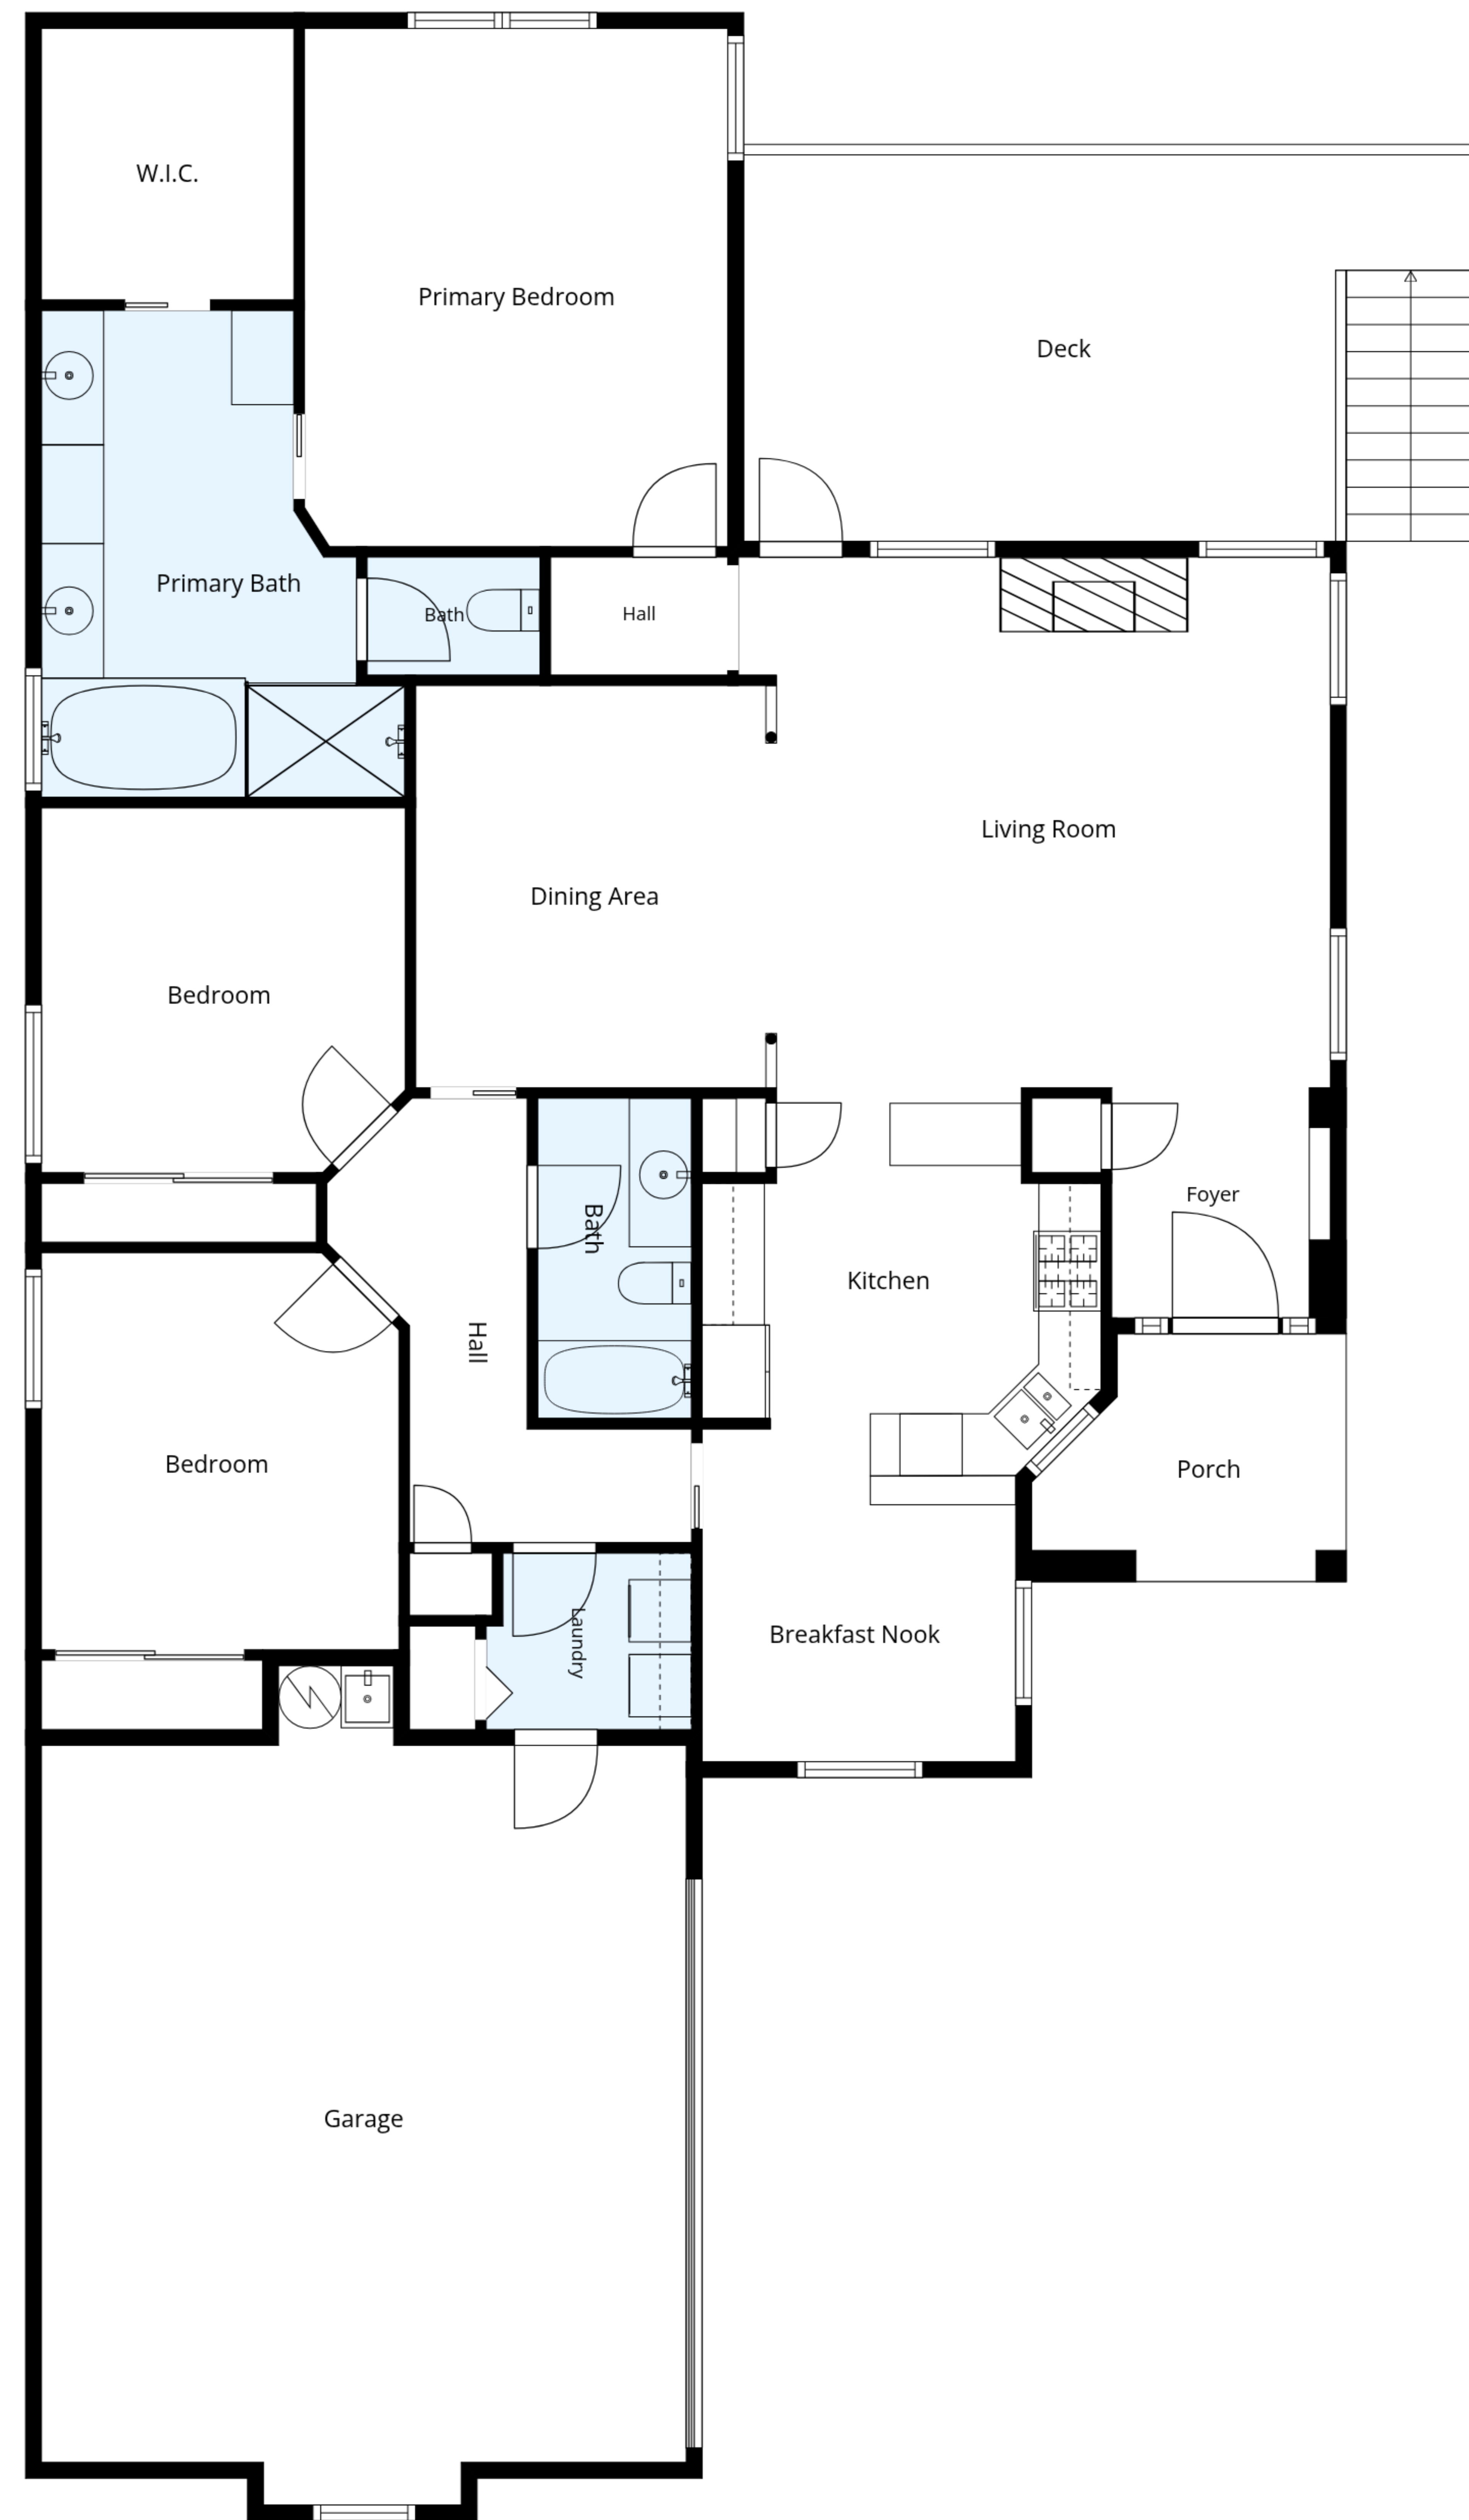 W.I.C.
Primary Bedroom
Deck
Primary Bath
Bath
Hall
Living Room
Dining Area
Bedroom
Foyer
Bath
Kitchen
Hall
Bedroom
Porch
Breakfast Nook
Laundry
Garage